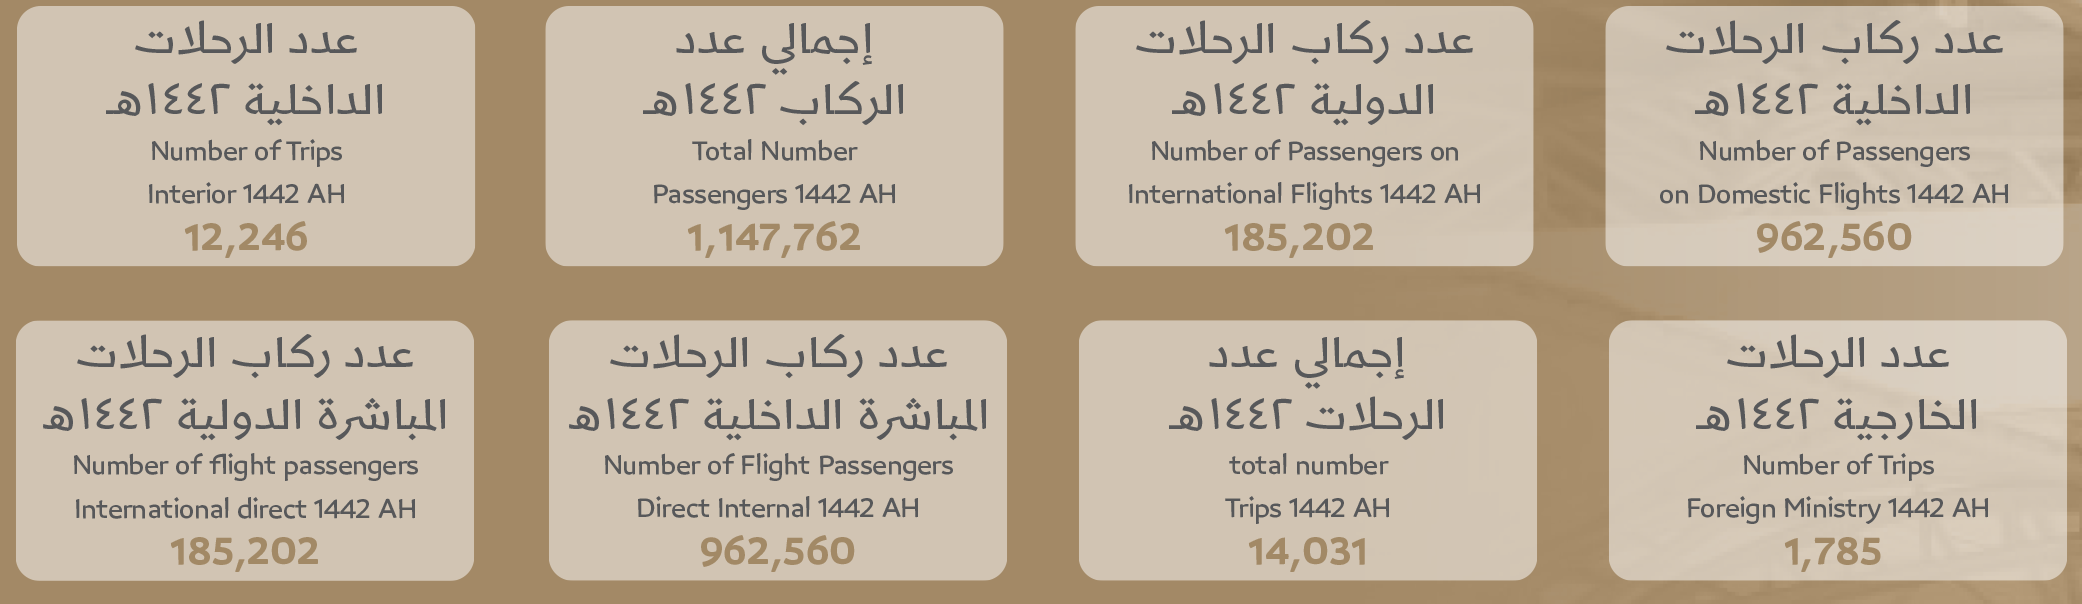 عدد ركاب الرحلات
الداخلية ١٤٤٢هـ
Number of Passengers
on Domestic Flights 1442 AH
962,560
عدد ركاب الرحلات
الدولية ١٤٤٢هـ
Number of Passengers on
International Flights 1442 AH
185,202
إجمالي عدد
الركاب ١٤٤٢هـ
Total Number
Passengers 1442 AH
1,147,762
عدد الرحلات
الداخلية ١٤٤٢هـ
Number of Trips
Interior 1442 AH
12,246
عدد الرحلات
الخارجية ١٤٤٢هـ
Number of Trips
Foreign Ministry 1442 AH
1,785
إجمالي عدد
الرحلات ١٤٤٢هـ
total number
Trips 1442 AH
14,031
عدد ركاب الرحلات
المباشرة الداخلية ١٤٤٢هـ
Number of Flight Passengers
Direct Internal 1442 AH
962,560
عدد ركاب الرحلات
المباشرة الدولية ١٤٤٢هـ
Number of flight passengers
International direct 1442 AH
185,202